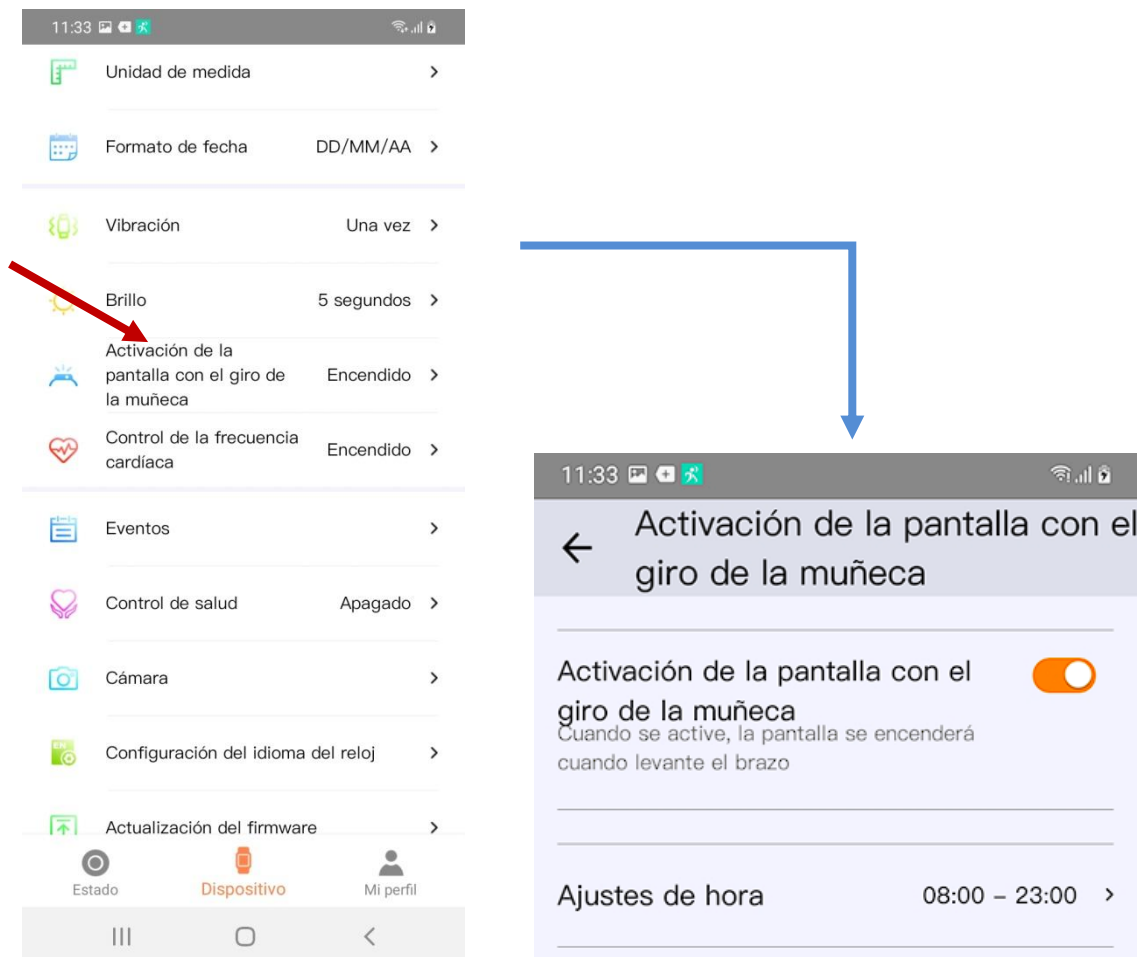 11:33
Unidad de medida
Formato de fecha DD/MM/AA
Vibración Una vez
Brillo 5 segundos
Activación de la
pantalla con el giro de Encendido
la muñeca
Control de la frecuencia
cardíaca Encendido
Eventos
Control de salud Apagado
Cámara
EN
Configuración del idioma del reloj
Actualización del firmware
Estado Dispositivo Mi perfil
11:33
Activación de la pantalla con el
giro de la muñeca
Activación de la pantalla con el
giro de la muñeca
Cuando se active, la pantalla se encenderá
cuando levante el brazo
Ajustes de hora 08:00 – 23:00